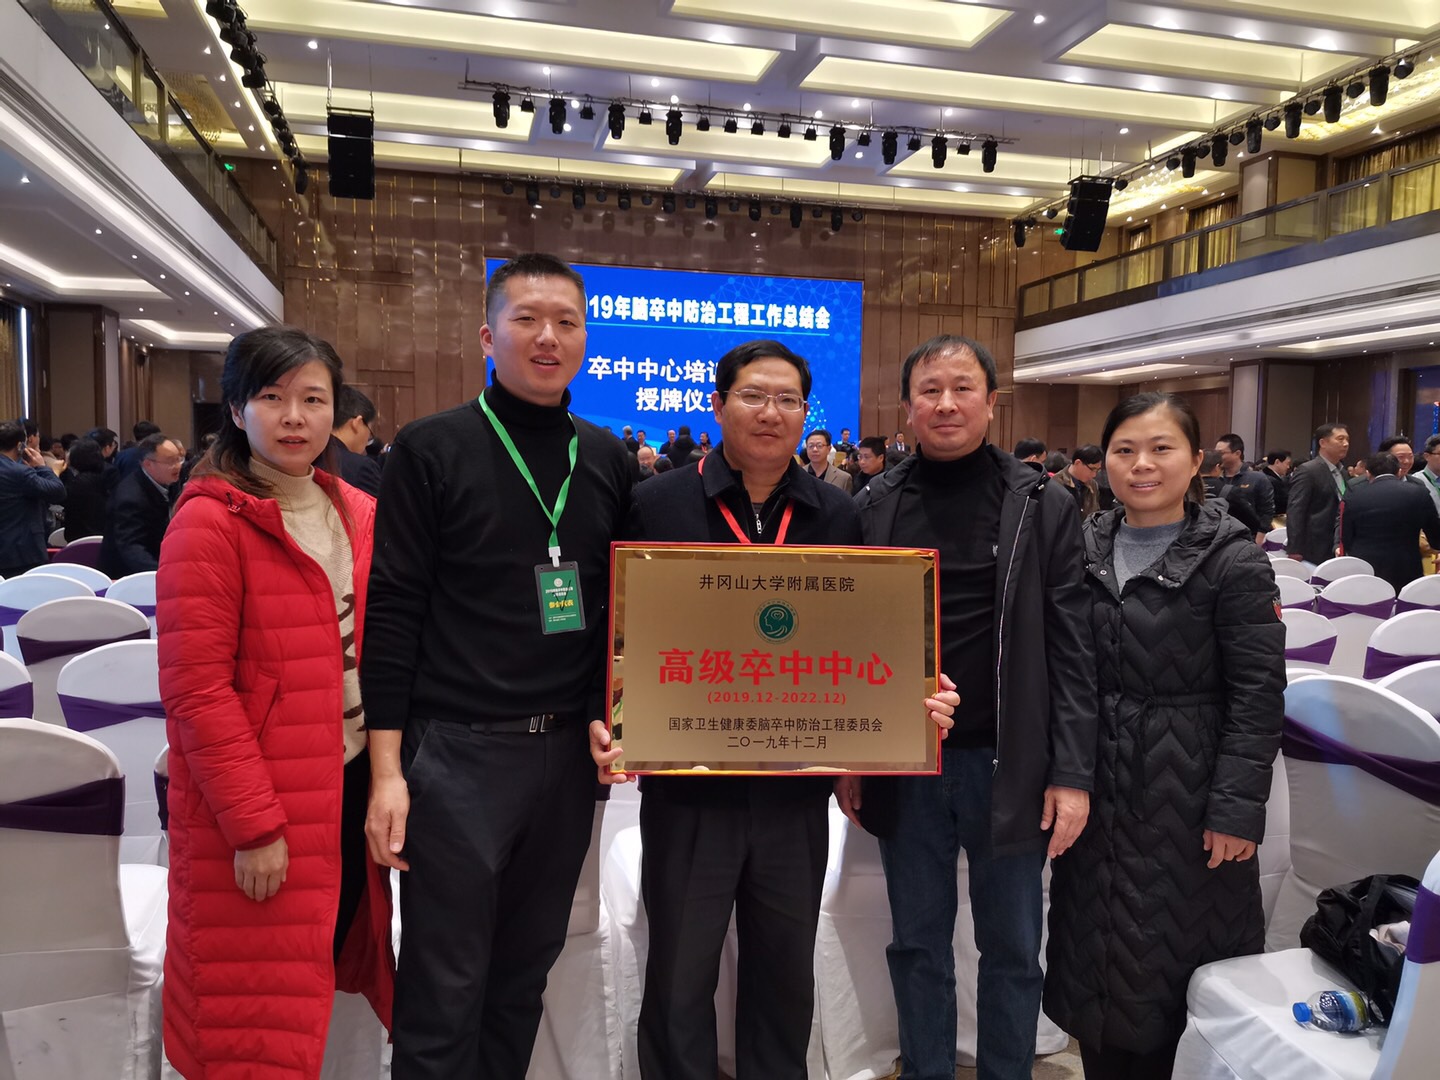 19年脑卒中防治工程工作总结会
卒中中心培训
授牌仪式
井冈山大学附属医院
高级卒中中心
(2019.12-2022.12)
国家卫生健康委脑卒中防治工程委员会
二〇一九年十二月